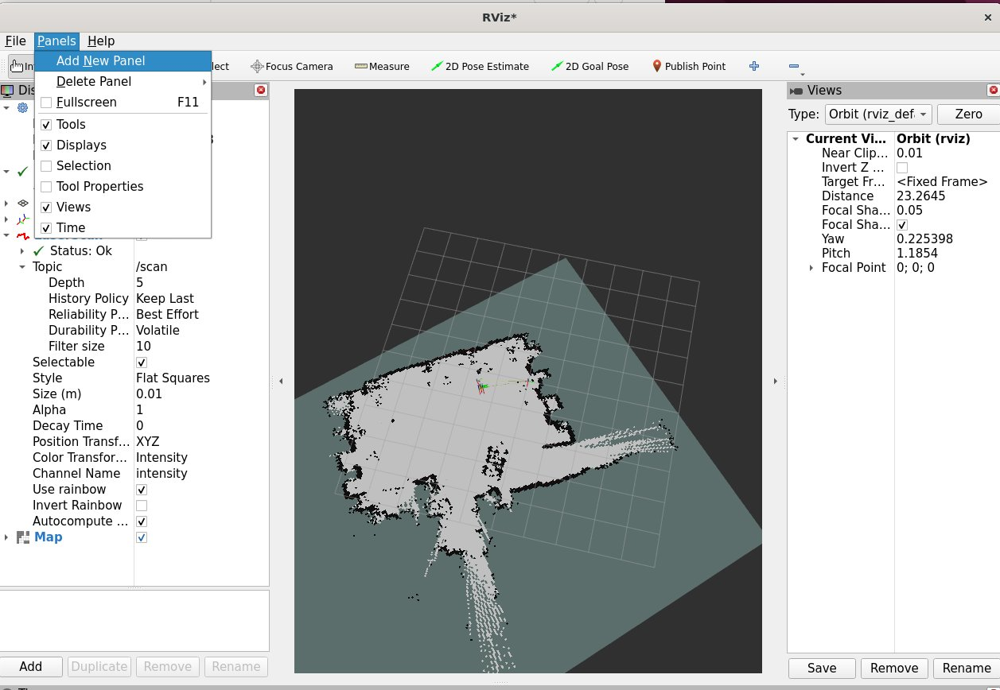 RViz*
File Panels Help
In
Add New Panel
Delete Panel
Fullscreen F11
Tools
Displays
Selection
Tool Properties
Views
Time
lect
Focus Camera
Measure
2D Pose Estimate
2D Goal Pose
Publish Point
Dis
Status: Ok
Topic /scan
Depth 5
History Policy Keep Last
Reliability P... Best Effort
Durability P... Volatile
Filter size 10
Selectable
Style Flat Squares
Size (m) 0.01
Alpha 1
Decay Time 0
Position Transf... XYZ
Color Transfor... Intensity
Channel Name intensity
Use rainbow
Invert Rainbow
Autocompute ...
Map
Add Duplicate Remove Rename
Views
Type: Orbit (rviz_def Zero
Current Vi... Orbit (rviz)
Near Clip... 0.01
Invert Z ...
Target Fr... <Fixed Frame>
Distance 23.2645
Focal Sha... 0.05
Focal Sha...
Yaw 0.225398
Pitch 1.1854
Focal Point 0; 0; 0
Save Remove Rename